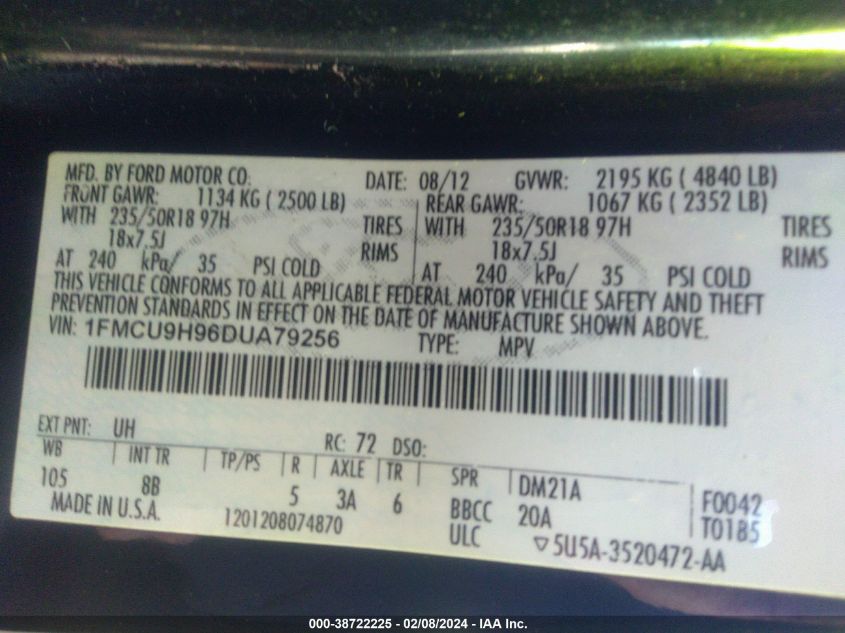 MFD. BY FORD MOTOR CO. DATE: 08/12 GVWR: 2195 KG ( 4840 LB)
FRONT GAWR: 1134 KG ( 2500 LB) REAR GAWR: 1067 KG ( 2352 LB)
WITH 235/50R18 97H TIRES WITH 235/50R18 97H TIRES
18x7.5J RIMS 18x7.5J RIMS
AT 240 kPa/ 35 PSI COLD AT 240 kPa/ 35 PSI COLD
THIS VEHICLE CONFORMS TO ALL APPLICABLE FEDERAL MOTOR VEHICLE SAFETY AND THEFT
PREVENTION STANDARDS IN EFFECT ON THE DATE OF MANUFACTURE SHOWN ABOVE.
VIN: 1FMCU9H96DUA79256 TYPE: MPV
EXT PNT: UH RC: 72 DSO:
WB INT TR TP/PS R AXLE TR SPR DM21A F0042
105 8B 5 3A 6 BBCC 20A T0185
MADE IN U.S.A. 1201208074870 ULC ▽5U5A-3520472-AA
000-38722225 - 02/08/2024 - IAA Inc.